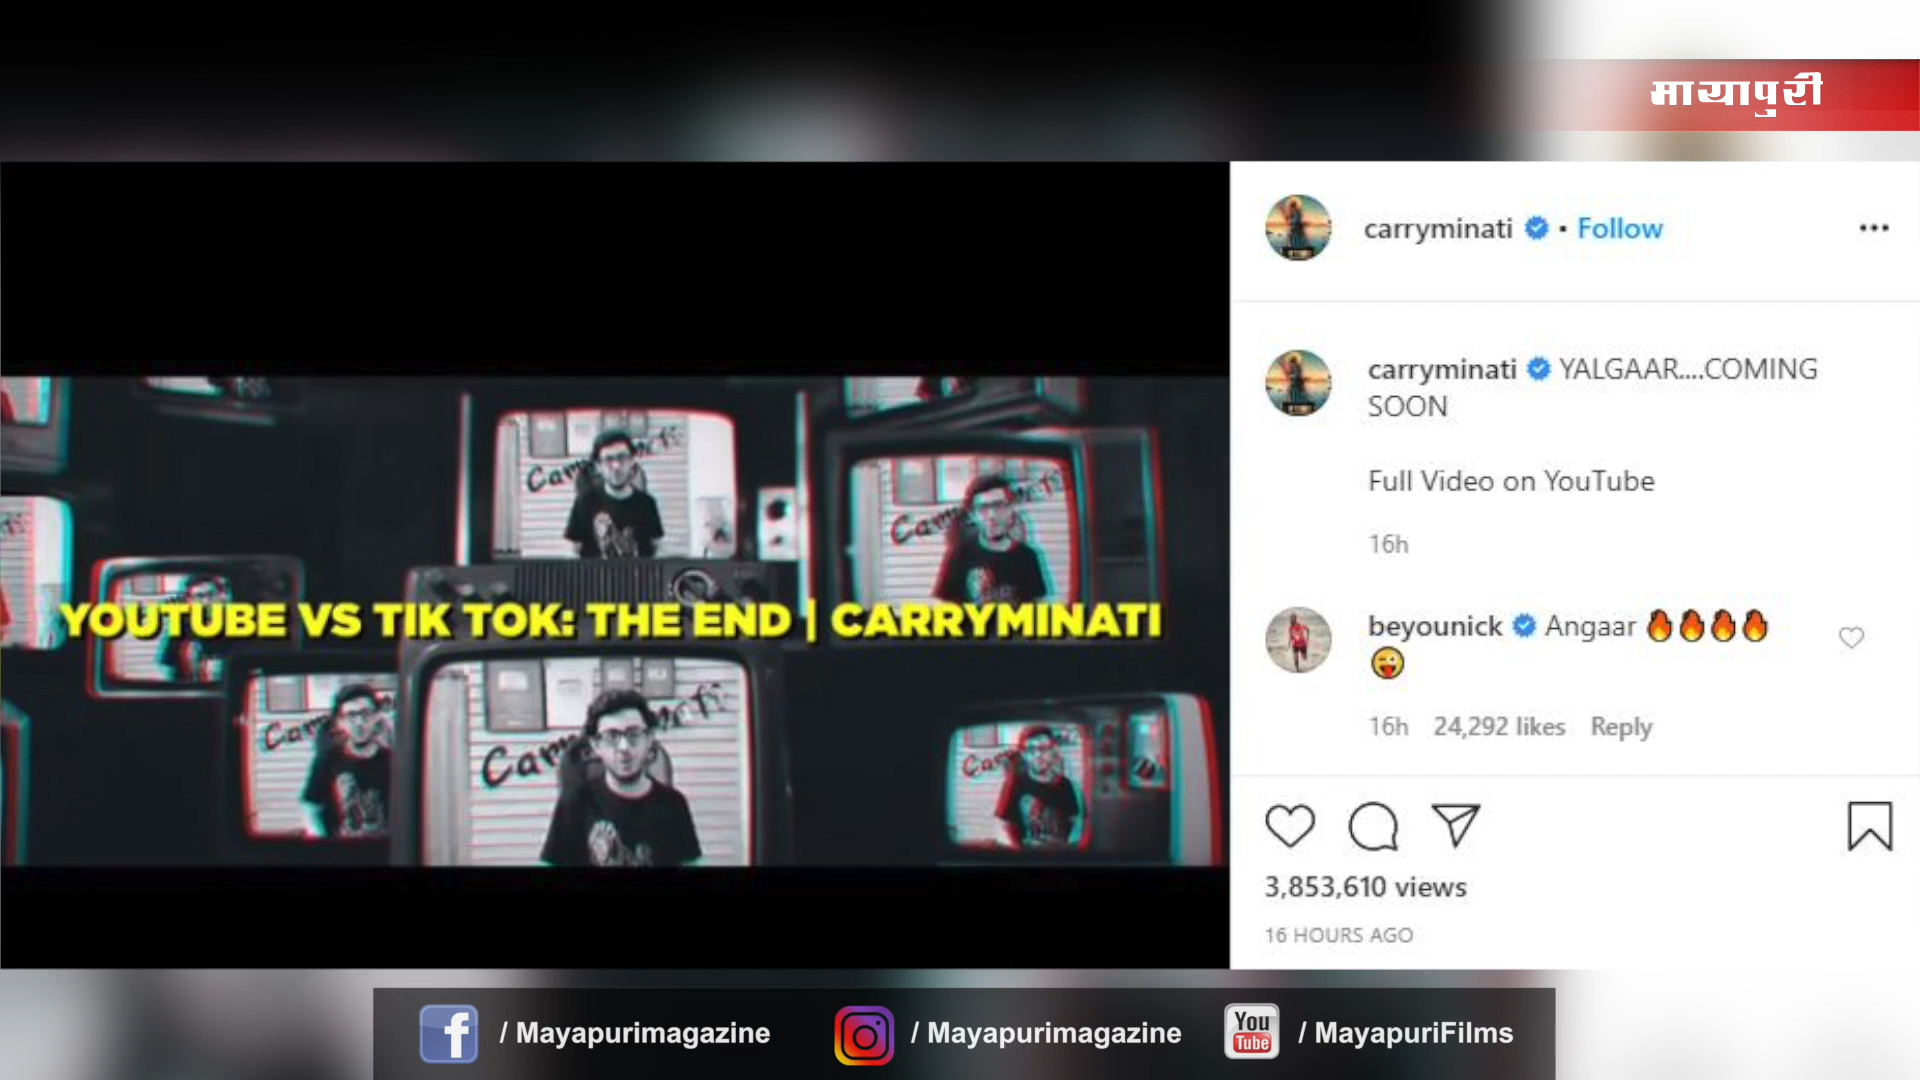 मायापुरी
carryminati • Follow
carryminati YALGAAR....COMING
SOON
Full Video on YouTube
16h
beyounick Angaar 🔥🔥🔥🔥
😜
16h 24,292 likes Reply
3,853,610 views
16 HOURS AGO
YOUTUBE VS TIK TOK: THE END | CARRYMINATI
f / Mayapurimagazine
/ Mayapurimagazine
You
Tube
/ MayapuriFilms